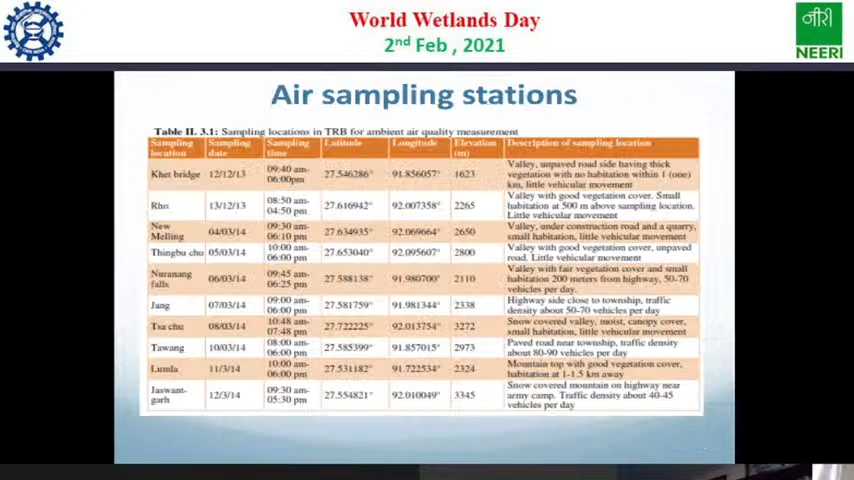 World Wetlands Day
2nd Feb , 2021
नीरी
NEERI
Air sampling stations
Table II. 3.1: Sampling locations in TRB for ambient air quality measurement
Sampling location Sampling date Sampling time Latitude Longitude Elevation (m) Description of sampling location
Khet bridge 12/12/13 09:40 am-06:00pm 27.546286° 91.856057° 1623 Valley, unpaved road side having thick vegetation with no habitation within 1 (one) km, little vehicular movement
Rho 13/12/13 08:50 am-04:50 pm 27.616942° 92.007358° 2265 Valley with good vegetation cover. Small habitation at 500 m above sampling location. Little vehicular movement
New Melling 04/03/14 09:30 am-06:10 pm 27.634935° 92.069664° 2650 Valley, under construction road and a quarry, small habitation, little vehicular movement
Thingbu chu 05/03/14 10:00 am-06:00 pm 27.653040° 92.095607° 2800 Valley with good vegetation cover, unpaved road. Little vehicular movement
Nuranang falls 06/03/14 09:45 am-06:25 pm 27.588138° 91.980700° 2110 Valley with fair vegetation cover and small habitation 200 meters from highway, 50-70 vehicles per day.
Jang 07/03/14 09:00 am-06:00 pm 27.581759° 91.981344° 2338 Highway side close to township, traffic density about 50-70 vehicles per day
Tsa chu 08/03/14 10:48 am-07:48 pm 27.722225° 92.013754° 3272 Snow covered valley, moist, canopy cover, small habitation, little vehicular movement
Tawang 10/03/14 08:00 am-06:00 pm 27.585399° 91.857015° 2973 Paved road near township, traffic density about 80-90 vehicles per day
Lumla 11/3/14 10:00 am-06:00 pm 27.531182° 91.722534° 2324 Mountain top with good vegetation cover, habitation at 1-1.5 km away
Jaswant-garh 12/3/14 09:30 am-05:30 pm 27.554821° 92.010049° 3345 Snow covered mountain on highway near army camp. Traffic density about 40-45 vehicles per day